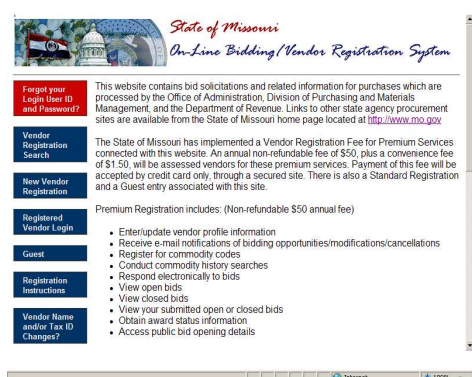 State of Missouri
On-Line Bidding/Vendor Registration System
Forgot your
Login User ID
and Password?
Vendor
Registration
Search
New Vendor
Registration
Registered
Vendor Login
Guest
Registration
Instructions
Vendor Name
and/or Tax ID
Changes?
This website contains bid solicitations and related information for purchases which are
processed by the Office of Administration, Division of Purchasing and Materials
Management, and the Department of Revenue. Links to other state agency procurement
sites are available from the State of Missouri home page located at http://www.mo.gov
The State of Missouri has implemented a Vendor Registration Fee for Premium Services
connected with this website. An annual non-refundable fee of $50, plus a convenience fee
of $1.50, will be assessed vendors for these premium services. Payment of this fee will be
accepted by credit card only, through a secured site. There is also a Standard Registration
and a Guest entry associated with this site.
Premium Registration includes: (Non-refundable $50 annual fee)
• Enter/update vendor profile information
• Receive e-mail notifications of bidding opportunities/modifications/cancellations
• Register for commodity codes
• Conduct commodity history searches
• Respond electronically to bids
• View open bids
• View closed bids
• View your submitted open or closed bids
• Obtain award status information
• Access public bid opening details